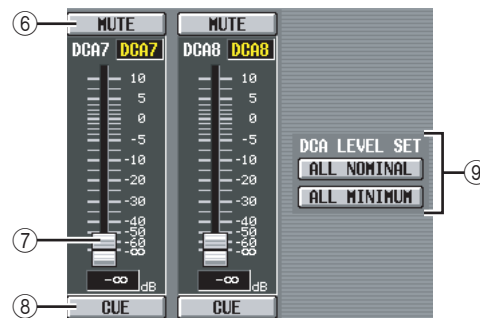 ⑥ MUTE MUTE
DCA7 DCA7 DCA8 DCA8
10 10
5 5
0 0
-5 -5
-10 -10
-20 -20
-30 -30
-40 -40
-50 -50
-60 -60
-∞ -∞
⑦
-∞ dB -∞ dB
⑧ CUE CUE
DCA LEVEL SET
ALL NOMINAL
ALL MINIMUM
⑨